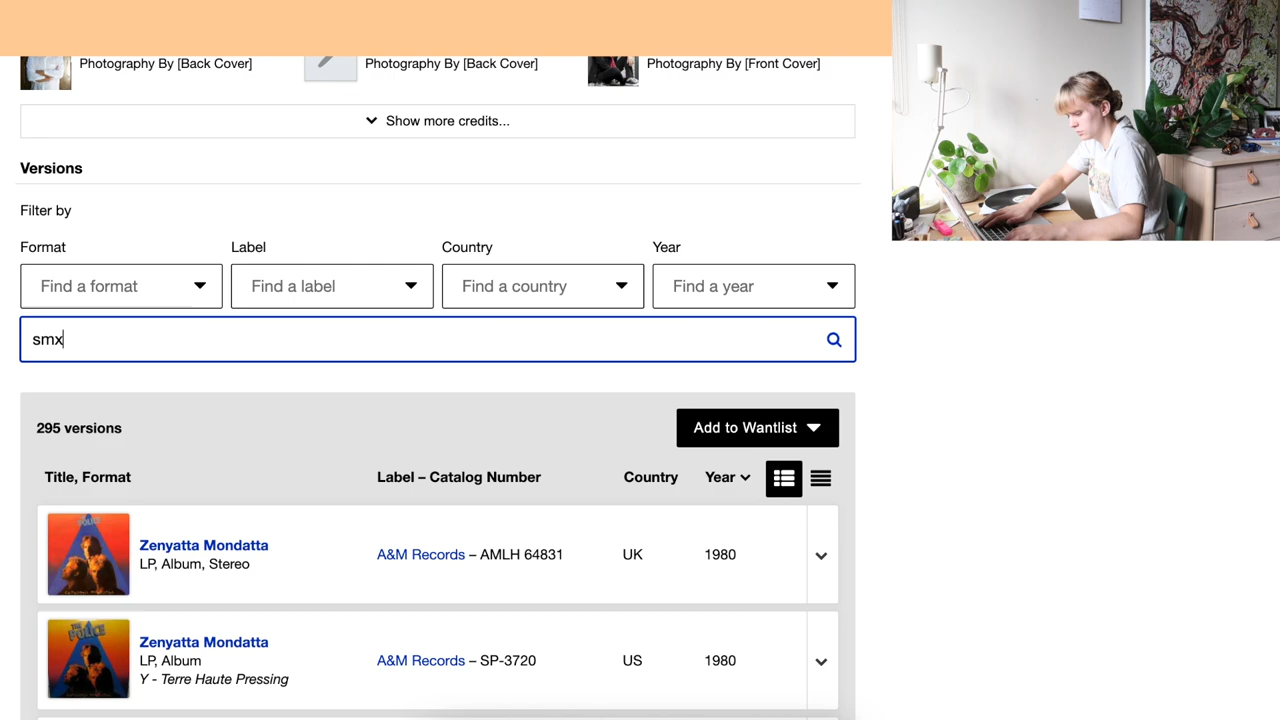 Photography By [Back Cover] Photography By [Back Cover] Photography By [Front Cover]
Show more credits...
Versions
Filter by
Format Label Country Year
Find a format Find a label Find a country Find a year
smx
295 versions Add to Wantlist
Title, Format Label – Catalog Number Country Year
Zenyatta Mondatta
LP, Album, Stereo
A&M Records – AMLH 64831 UK 1980
THE POLICE
Zenyatta Mondatta
LP, Album
Y - Terre Haute Pressing
A&M Records – SP-3720 US 1980